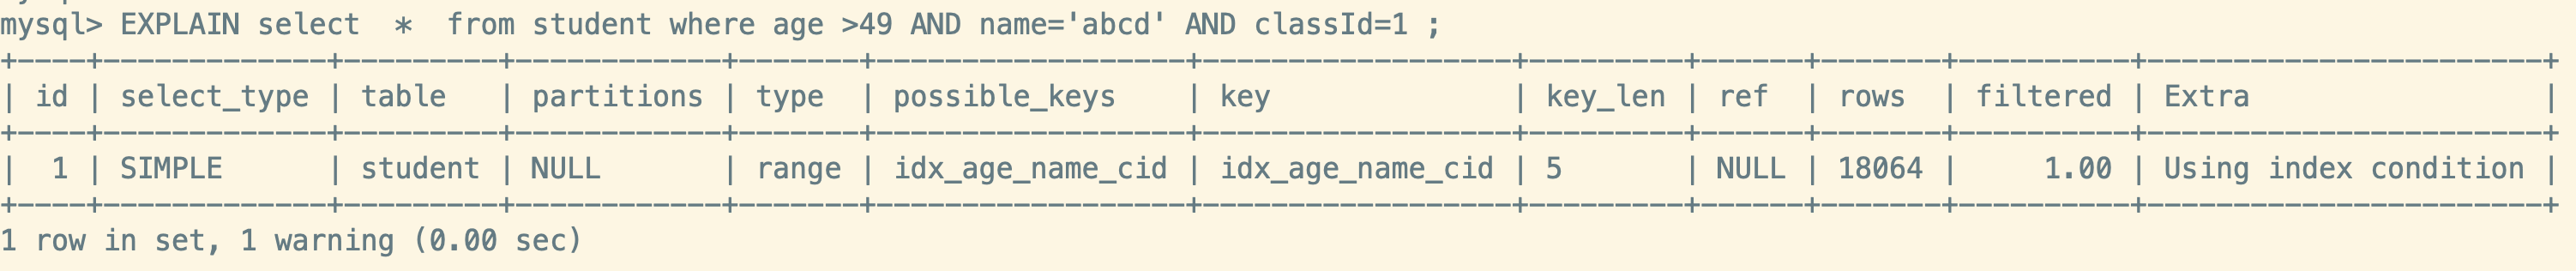 mysql> EXPLAIN select  *  from student where age >49 AND name='abcd' AND classId=1 ;
+----+-------------+---------+------------+-------+------------------+------------------+---------+------+-------+----------+-----------------------+
| id | select_type | table   | partitions | type  | possible_keys    | key              | key_len | ref  | rows  | filtered | Extra                 |
+----+-------------+---------+------------+-------+------------------+------------------+---------+------+-------+----------+-----------------------+
|  1 | SIMPLE      | student | NULL       | range | idx_age_name_cid | idx_age_name_cid | 5       | NULL | 18064 |     1.00 | Using index condition |
+----+-------------+---------+------------+-------+------------------+------------------+---------+------+-------+----------+-----------------------+
1 row in set, 1 warning (0.00 sec)